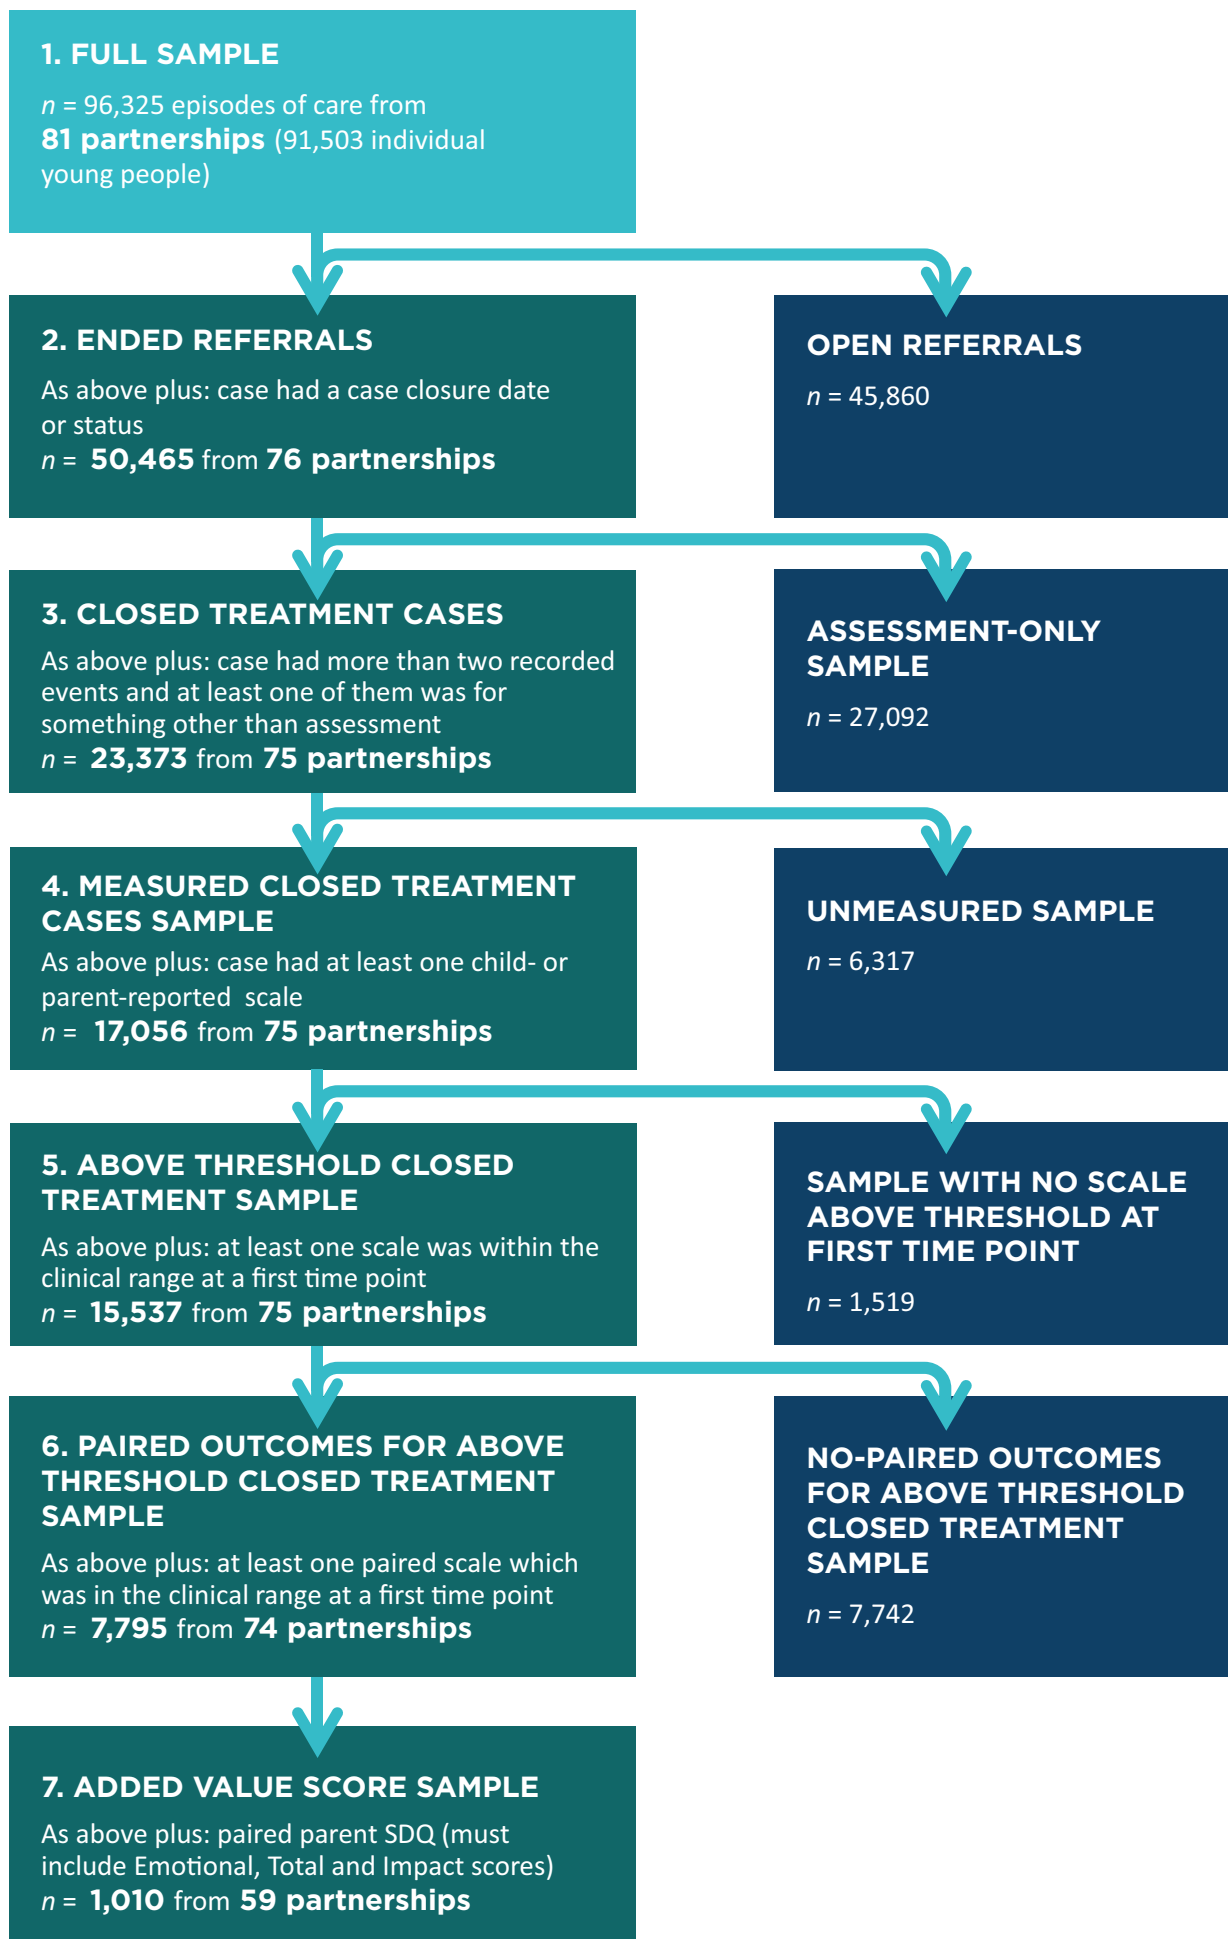 1. FULL SAMPLE
n = 96,325 episodes of care from
81 partnerships (91,503 individual
young people)
2. ENDED REFERRALS
As above plus: case had a case closure date
or status
n = 50,465 from 76 partnerships
OPEN REFERRALS
n = 45,860
3. CLOSED TREATMENT CASES
As above plus: case had more than two recorded
events and at least one of them was for
something other than assessment
n = 23,373 from 75 partnerships
ASSESSMENT-ONLY
SAMPLE
n = 27,092
4. MEASURED CLOSED TREATMENT
CASES SAMPLE
As above plus: case had at least one child- or
parent-reported scale
n = 17,056 from 75 partnerships
UNMEASURED SAMPLE
n = 6,317
5. ABOVE THRESHOLD CLOSED
TREATMENT SAMPLE
As above plus: at least one scale was within the
clinical range at a first time point
n = 15,537 from 75 partnerships
SAMPLE WITH NO SCALE
ABOVE THRESHOLD AT
FIRST TIME POINT
n = 1,519
6. PAIRED OUTCOMES FOR ABOVE
THRESHOLD CLOSED TREATMENT
SAMPLE
As above plus: at least one paired scale which
was in the clinical range at a first time point
n = 7,795 from 74 partnerships
NO-PAIRED OUTCOMES
FOR ABOVE THRESHOLD
CLOSED TREATMENT
SAMPLE
n = 7,742
7. ADDED VALUE SCORE SAMPLE
As above plus: paired parent SDQ (must
include Emotional, Total and Impact scores)
n = 1,010 from 59 partnerships